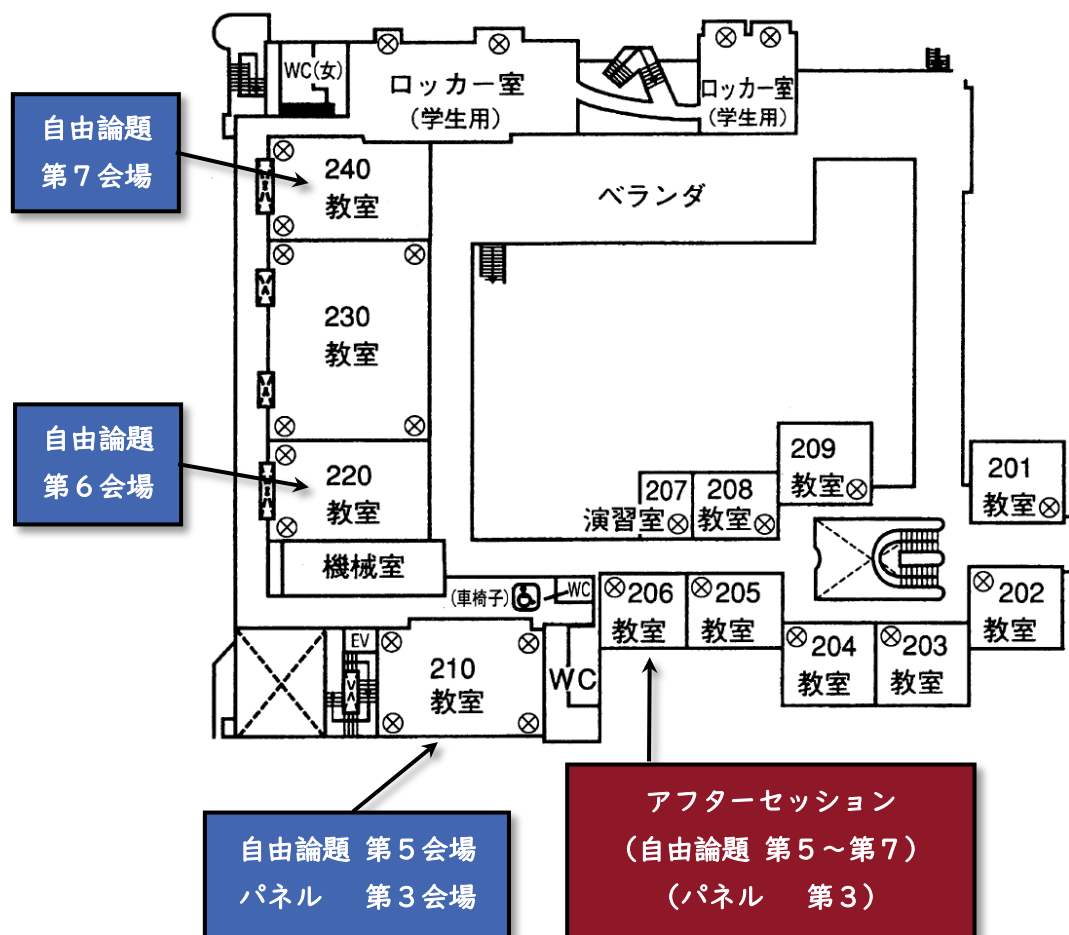 WC(女)
ロッカー室
(学生用)
ロッカー室
(学生用)
自由論題
第7会場
240
教室
ベランダ
230
教室
自由論題
第6会場
220
教室
209
教室
201
教室
207
演習室
208
教室
機械室
(車椅子)
WC
206
教室
205
教室
202
教室
EV
210
教室
WC
204
教室
203
教室
自由論題 第5会場
パネル 第3会場
アフターセッション
(自由論題 第5~第7)
(パネル 第3)